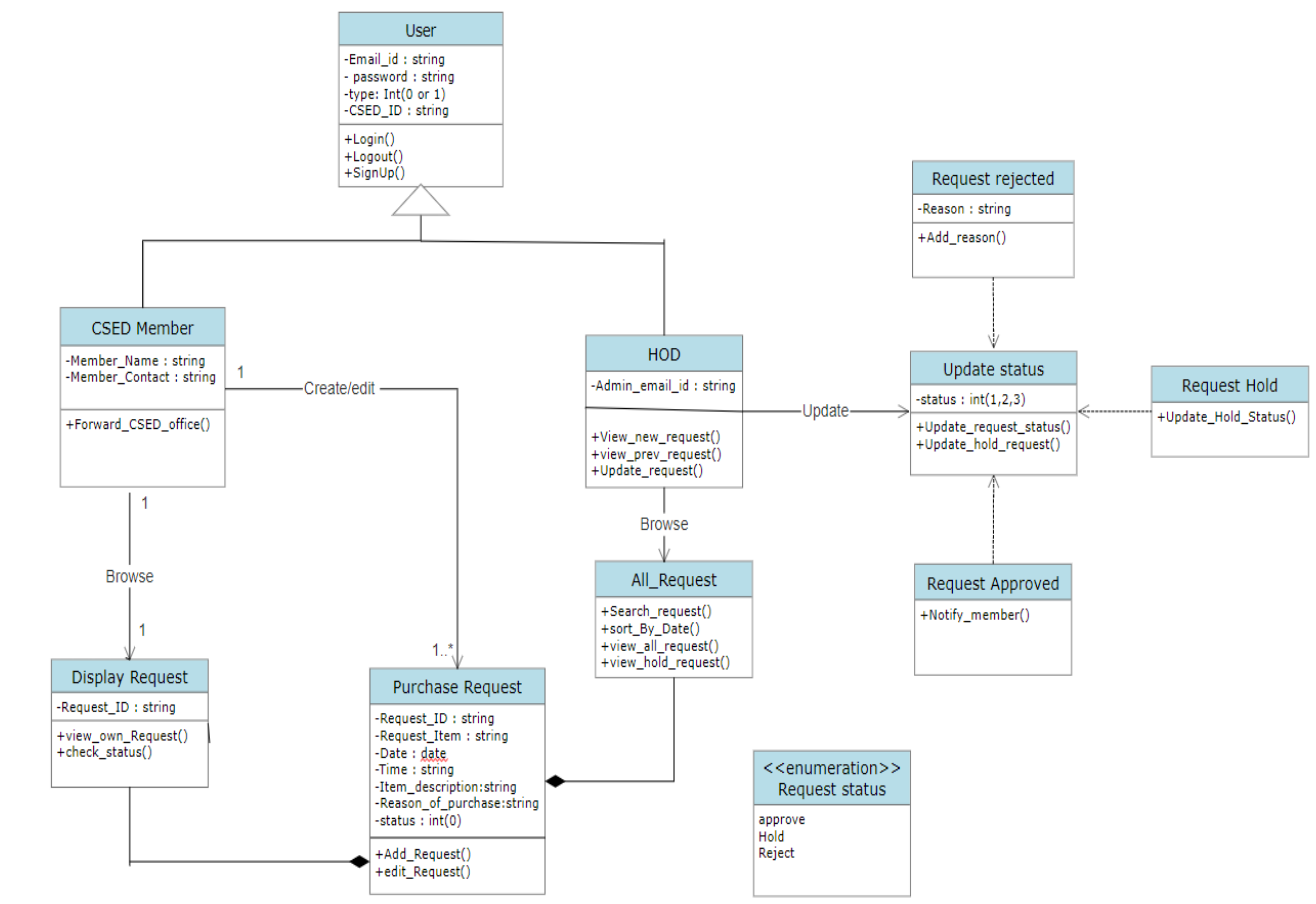 User
-Email_id : string
- password : string
-type: Int(0 or 1)
-CSED_ID : string
+Login()
+Logout()
+SignUp()
Request rejected
-Reason : string
+Add_reason()
CSED Member
-Member_Name : string
-Member_Contact : string
+Forward_CSED_office()
1
Create/edit
HOD
-Admin_email_id : string
+View_new_request()
+view_prev_request()
+Update_request()
Update
Update status
-status : int(1,2,3)
+Update_request_status()
+Update_hold_request()
Request Hold
+Update_Hold_Status()
1
Browse
1
Browse
All_Request
+Search_request()
+sort_By_Date()
+view_all_request()
+view_hold_request()
Request Approved
+Notify_member()
1..*
Display Request
-Request_ID : string
+view_own_Request()
+check_status()
Purchase Request
-Request_ID : string
-Request_Item : string
-Date : date
-Time : string
-Item_description:string
-Reason_of_purchase:string
-status : int(0)
+Add_Request()
+edit_Request()
<<enumeration>>
Request status
approve
Hold
Reject